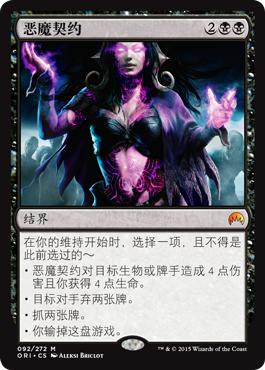 恶魔契约 2
结界
在你的维持开始时，选择一项，且不得是
此前选过的～
• 恶魔契约对目标生物或牌手造成 4 点伤
害且你获得 4 点生命。
• 目标对手弃两张牌。
• 抓两张牌。
• 你输掉这盘游戏。
092/272 M
ORI • CS ALEKSI BRICLOT
™ & © 2015 Wizards of the Coast